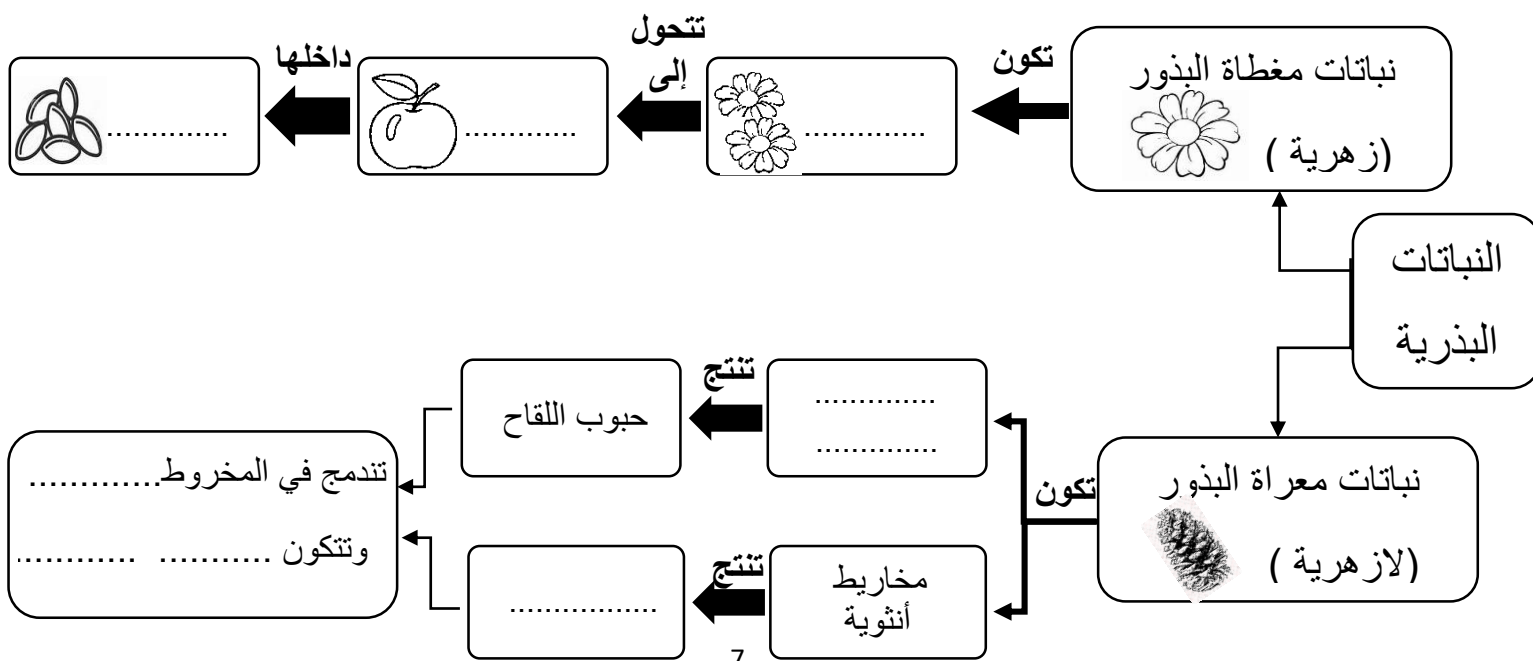 نباتات مغطاة البذور
(زهرية )
تكون
..............
تتحول
إلى
.............
داخلها
..............
النباتات
البذرية
نباتات معراة البذور
(لازهرية )
تكون
..............
..............
تنتج
حبوب اللقاح
مخاريط
أنثوية
تنتج
.................
تندمج في المخروط.............
وتتكون ........... ............
7